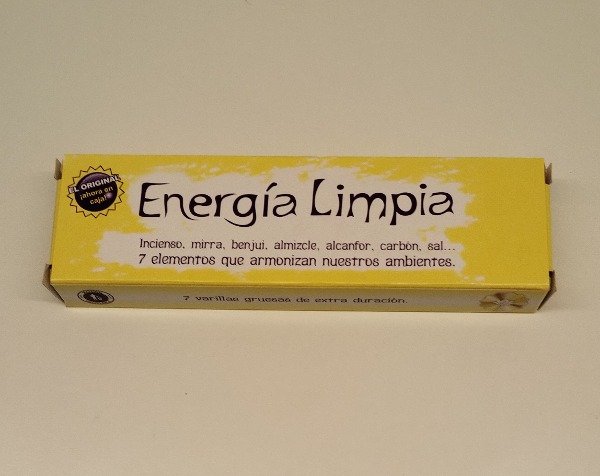 EL ORIGINAL
¡ahora en
caja!
Energía Limpia
Incienso, mirra, benjui, almizcle, alcanfor, carbón, sal...
7 elementos que armonizan nuestros ambientes.
7 varillas gruesas de extra duración.